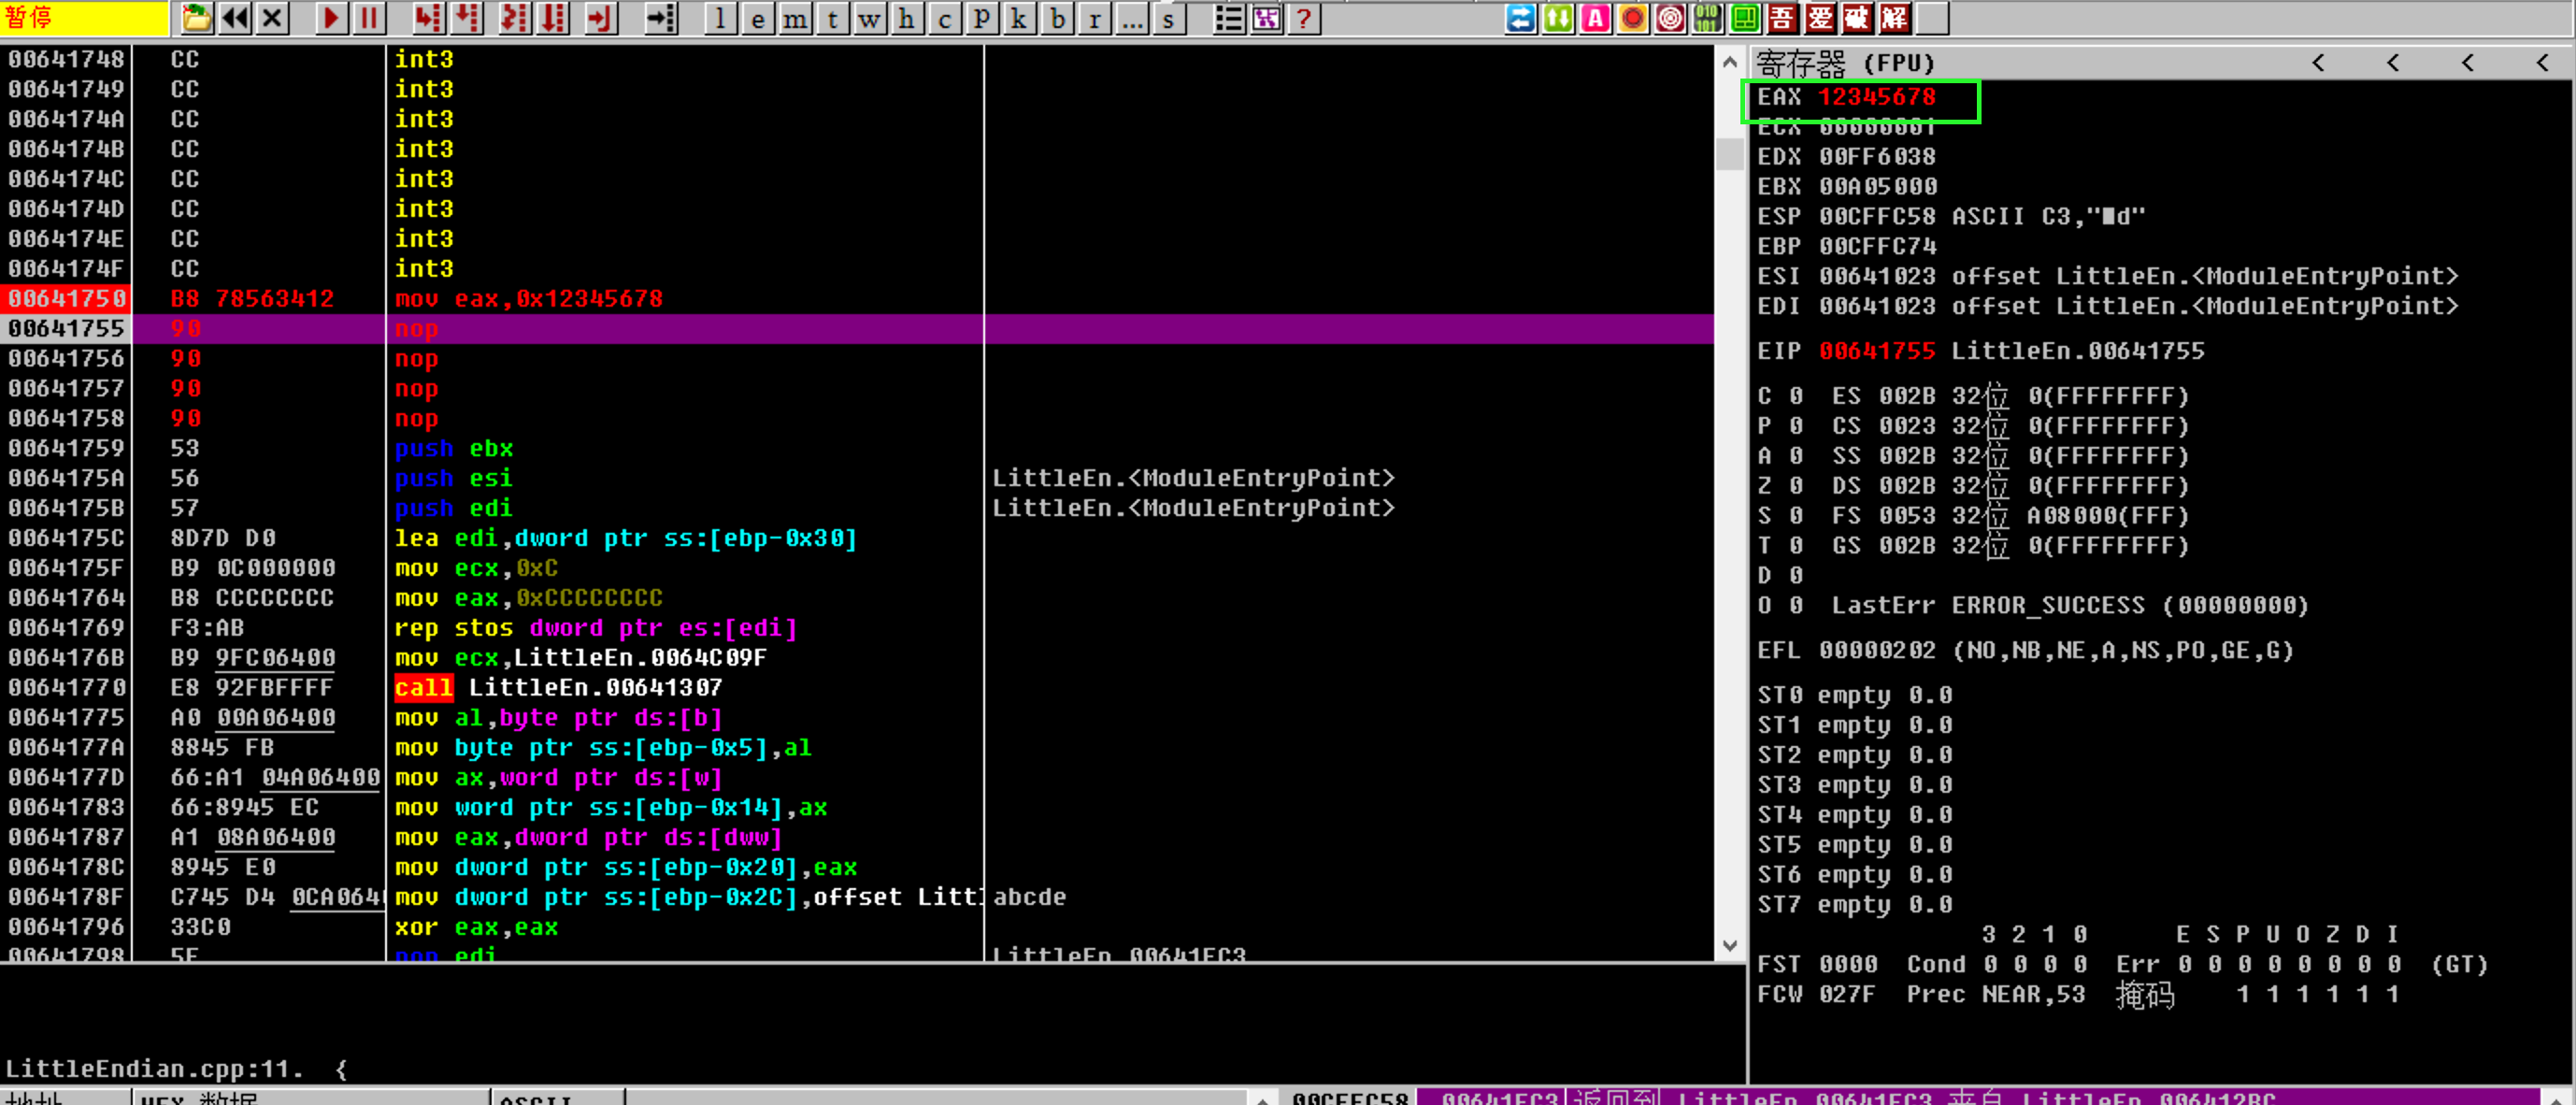 暂停 l e m t w h c p k b r ... s ? A 010 101 吾 爱 破 解
00641748 CC int3
00641749 CC int3
0064174A CC int3
0064174B CC int3
0064174C CC int3
0064174D CC int3
0064174E CC int3
0064174F CC int3
00641750 B8 78563412 mov eax,0x12345678
00641755 90 nop
00641756 90 nop
00641757 90 nop
00641758 90 nop
00641759 53 push ebx
0064175A 56 push esi LittleEn.<ModuleEntryPoint>
0064175B 57 push edi LittleEn.<ModuleEntryPoint>
0064175C 8D7D D0 lea edi,dword ptr ss:[ebp-0x30]
0064175F B9 0C000000 mov ecx,0xC
00641764 B8 CCCCCCCC mov eax,0xCCCCCCCC
00641769 F3:AB rep stos dword ptr es:[edi]
0064176B B9 9FC06400 mov ecx,LittleEn.0064C09F
00641770 E8 92FBFFFF call LittleEn.00641307
00641775 A0 00A06400 mov al,byte ptr ds:[b]
0064177A 8845 FB mov byte ptr ss:[ebp-0x5],al
0064177D 66:A1 04A06400 mov ax,word ptr ds:[w]
00641783 66:8945 EC mov word ptr ss:[ebp-0x14],ax
00641787 A1 08A06400 mov eax,dword ptr ds:[dww]
0064178C 8945 E0 mov dword ptr ss:[ebp-0x20],eax
0064178F C745 D4 0CA064 mov dword ptr ss:[ebp-0x2C],offset Littl abcde
00641796 33C0 xor eax,eax
00641798 5F pop edi LittleEn.00641EC3
LittleEndian.cpp:11. {
寄存器 (FPU) < < < <
EAX 12345678
ECX 00000001
EDX 00FF6038
EBX 00A05000
ESP 00CFFC58 ASCII C3,"■d"
EBP 00CFFC74
ESI 00641023 offset LittleEn.<ModuleEntryPoint>
EDI 00641023 offset LittleEn.<ModuleEntryPoint>
EIP 00641755 LittleEn.00641755
C 0 ES 002B 32位 0(FFFFFFFF)
P 0 CS 0023 32位 0(FFFFFFFF)
A 0 SS 002B 32位 0(FFFFFFFF)
Z 0 DS 002B 32位 0(FFFFFFFF)
S 0 FS 0053 32位 A08000(FFF)
T 0 GS 002B 32位 0(FFFFFFFF)
D 0
O 0 LastErr ERROR_SUCCESS (00000000)
EFL 00000202 (NO,NB,NE,A,NS,PO,GE,G)
ST0 empty 0.0
ST1 empty 0.0
ST2 empty 0.0
ST3 empty 0.0
ST4 empty 0.0
ST5 empty 0.0
ST6 empty 0.0
ST7 empty 0.0
3 2 1 0 E S P U O Z D I
FST 0000 Cond 0 0 0 0 Err 0 0 0 0 0 0 0 0 (GT)
FCW 027F Prec NEAR,53 掩码 1 1 1 1 1 1
地址 HEX 数据 ASCII 00CFFC58 00641EC3 返回到 LittleEn.00641EC3 来自 LittleEn.006412BC